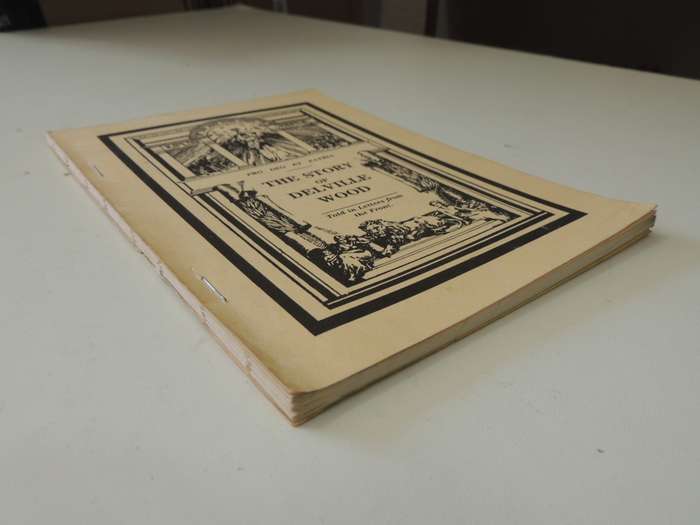 PRO DEO ET PATRIA
THE STORY
OF
DELVILLE
WOOD
Told in Letters from
the Front.